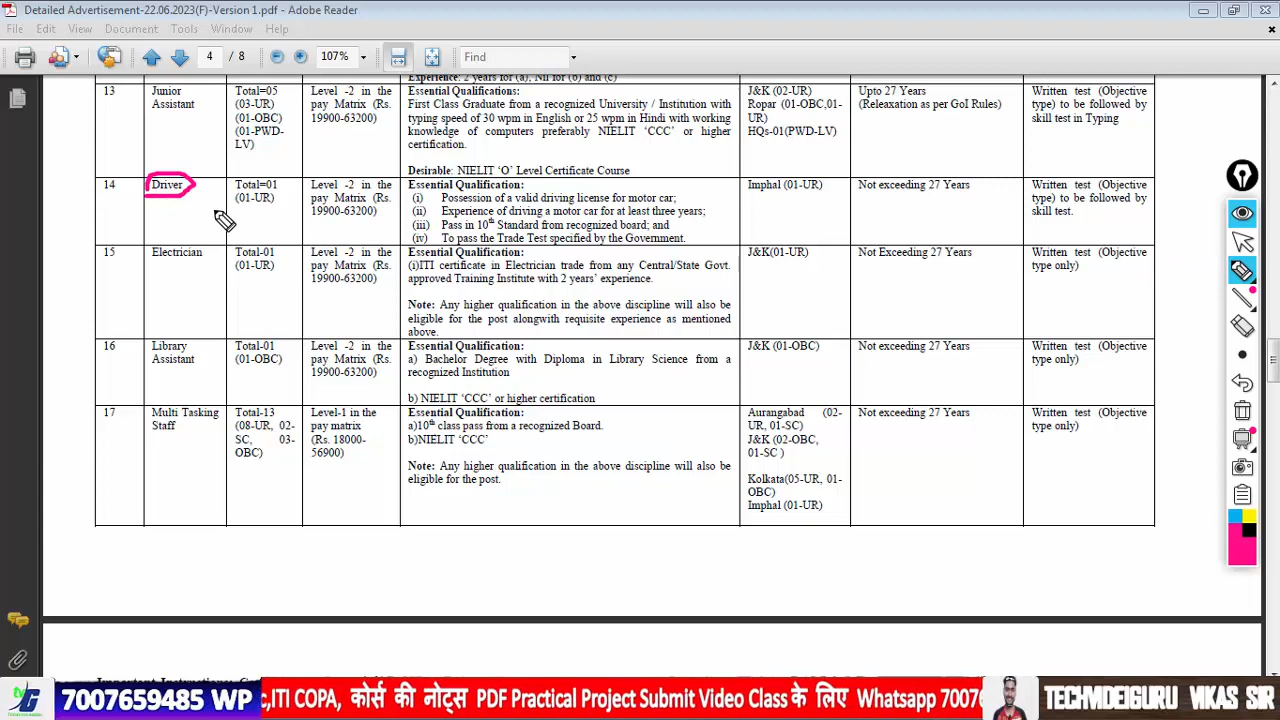 Detailed Advertisement-22.06.2023(F)-Version 1.pdf - Adobe Reader
File Edit View Document Tools Window Help
4 / 8 107% Find
Experience: 2 years for (a), Nil for (b) and (c)
13
Junior
Assistant
Total=05
(03-UR)
(01-OBC)
(01-PWD-
LV)
Level -2 in the
pay Matrix (Rs.
19900-63200)
Essential Qualifications:
First Class Graduate from a recognized University / Institution with
typing speed of 30 wpm in English or 25 wpm in Hindi with working
knowledge of computers preferably NIELIT ‘CCC’ or higher
certification.
Desirable: NIELIT ‘O’ Level Certificate Course
J&K (02-UR)
Ropar (01-OBC,01-
UR)
HQs-01(PWD-LV)
Upto 27 Years
(Releaxation as per GoI Rules)
Written test (Objective
type) to be followed by
skill test in Typing
14
Driver
Total=01
(01-UR)
Level -2 in the
pay Matrix (Rs.
19900-63200)
Essential Qualification:
(i) Possession of a valid driving license for motor car;
(ii) Experience of driving a motor car for at least three years;
(iii) Pass in 10th Standard from recognized board; and
(iv) To pass the Trade Test specified by the Government.
Imphal (01-UR)
Not exceeding 27 Years
Written test (Objective
type) to be followed by
skill test.
15
Electrician
Total-01
(01-UR)
Level -2 in the
pay Matrix (Rs.
19900-63200)
Essential Qualification:
(i)ITI certificate in Electrician trade from any Central/State Govt.
approved Training Institute with 2 years’ experience.
Note: Any higher qualification in the above discipline will also be
eligible for the post alongwith requisite experience as mentioned
above.
J&K(01-UR)
Not Exceeding 27 Years
Written test (Objective
type only)
16
Library
Assistant
Total-01
(01-OBC)
Level -2 in the
pay Matrix (Rs.
19900-63200)
Essential Qualification:
a) Bachelor Degree with Diploma in Library Science from a
recognized Institution
b) NIELIT ‘CCC’ or higher certification
J&K (01-OBC)
Not exceeding 27 Years
Written test (Objective
type only)
17
Multi Tasking
Staff
Total-13
(08-UR, 02-
SC, 03-
OBC)
Level-1 in the
pay matrix
(Rs. 18000-
56900)
Essential Qualification:
a)10th class pass from a recognized Board.
b)NIELIT ‘CCC’
Note: Any higher qualification in the above discipline will also be
eligible for the post.
Aurangabad (02-
UR, 01-SC)
J&K (02-OBC,
01-SC )
Kolkata(05-UR, 01-
OBC)
Imphal (01-UR)
Not exceeding 27 Years
Written test (Objective
type only)
7007659485 WP
c,ITI COPA, कोर्स की नोट्स PDF Practical Project Submit Video Class के लिए Whatsapp 7007
TECHMDEIGURU VIKAS SIR